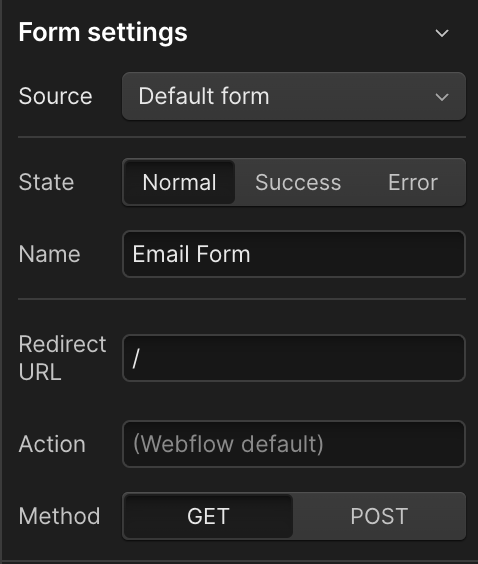 Form settings
Source Default form
State Normal Success Error
Name Email Form
Redirect
URL /
Action (Webflow default)
Method GET POST